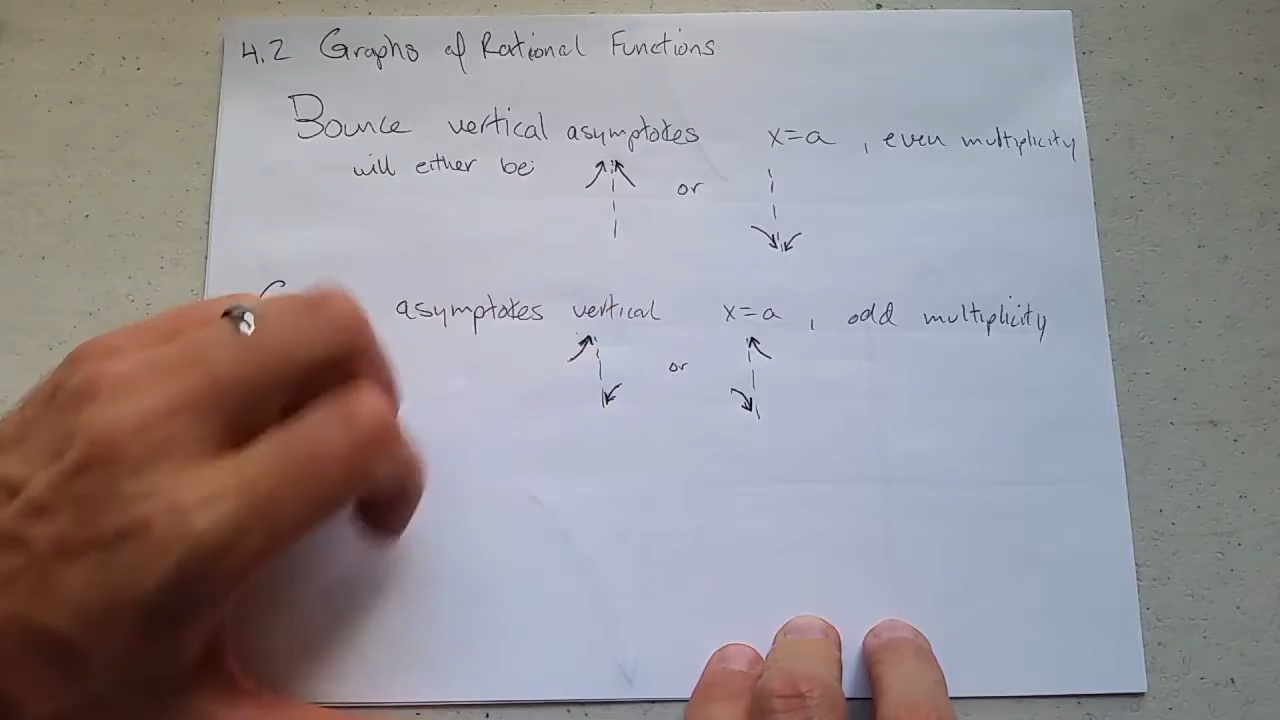 4.2 Graphs of Rational Functions
Bounce vertical asymptotes x=a , even multiplicity
will either be:
or
asymptotes vertical x=a , odd multiplicity
or